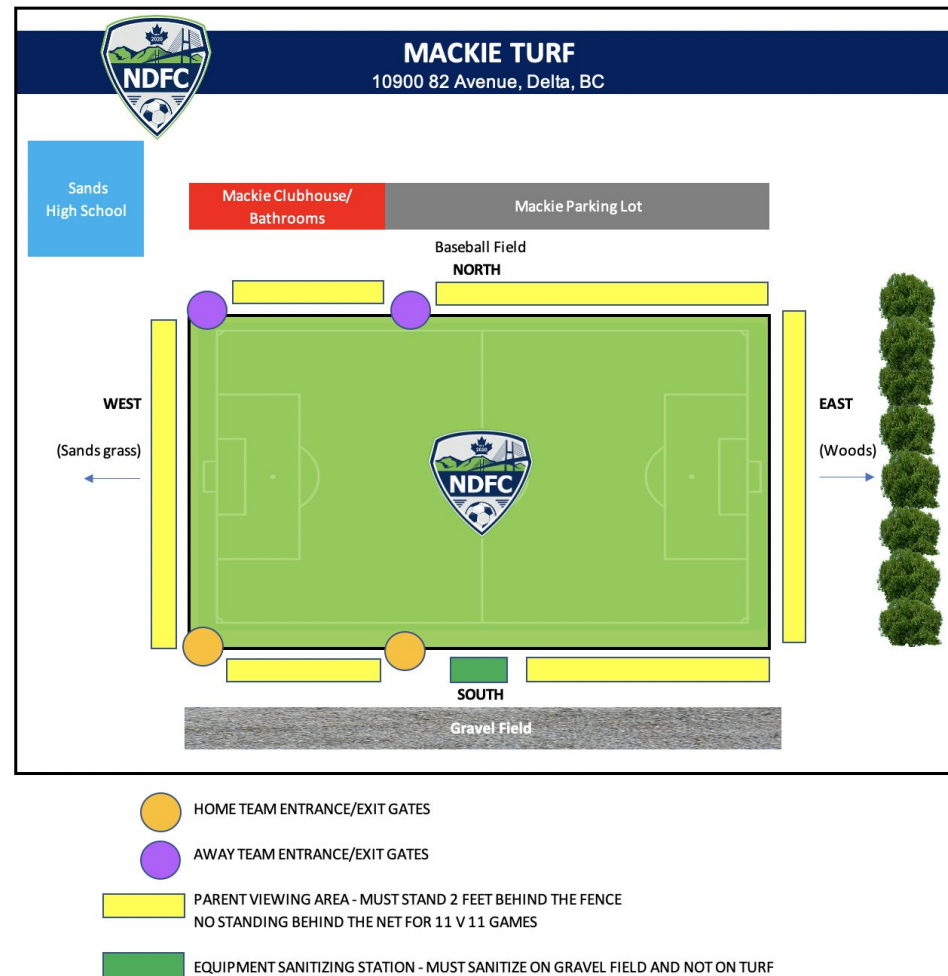 MACKIE TURF
10900 82 Avenue, Delta, BC
2020
NDFC
Sands
High School
Mackie Clubhouse/
Bathrooms
Mackie Parking Lot
Baseball Field
NORTH
WEST
(Sands grass)
EAST
(Woods)
2020
NDFC
SOUTH
Gravel Field
HOME TEAM ENTRANCE/EXIT GATES
AWAY TEAM ENTRANCE/EXIT GATES
PARENT VIEWING AREA - MUST STAND 2 FEET BEHIND THE FENCE
NO STANDING BEHIND THE NET FOR 11 V 11 GAMES
EQUIPMENT SANITIZING STATION - MUST SANITIZE ON GRAVEL FIELD AND NOT ON TURF